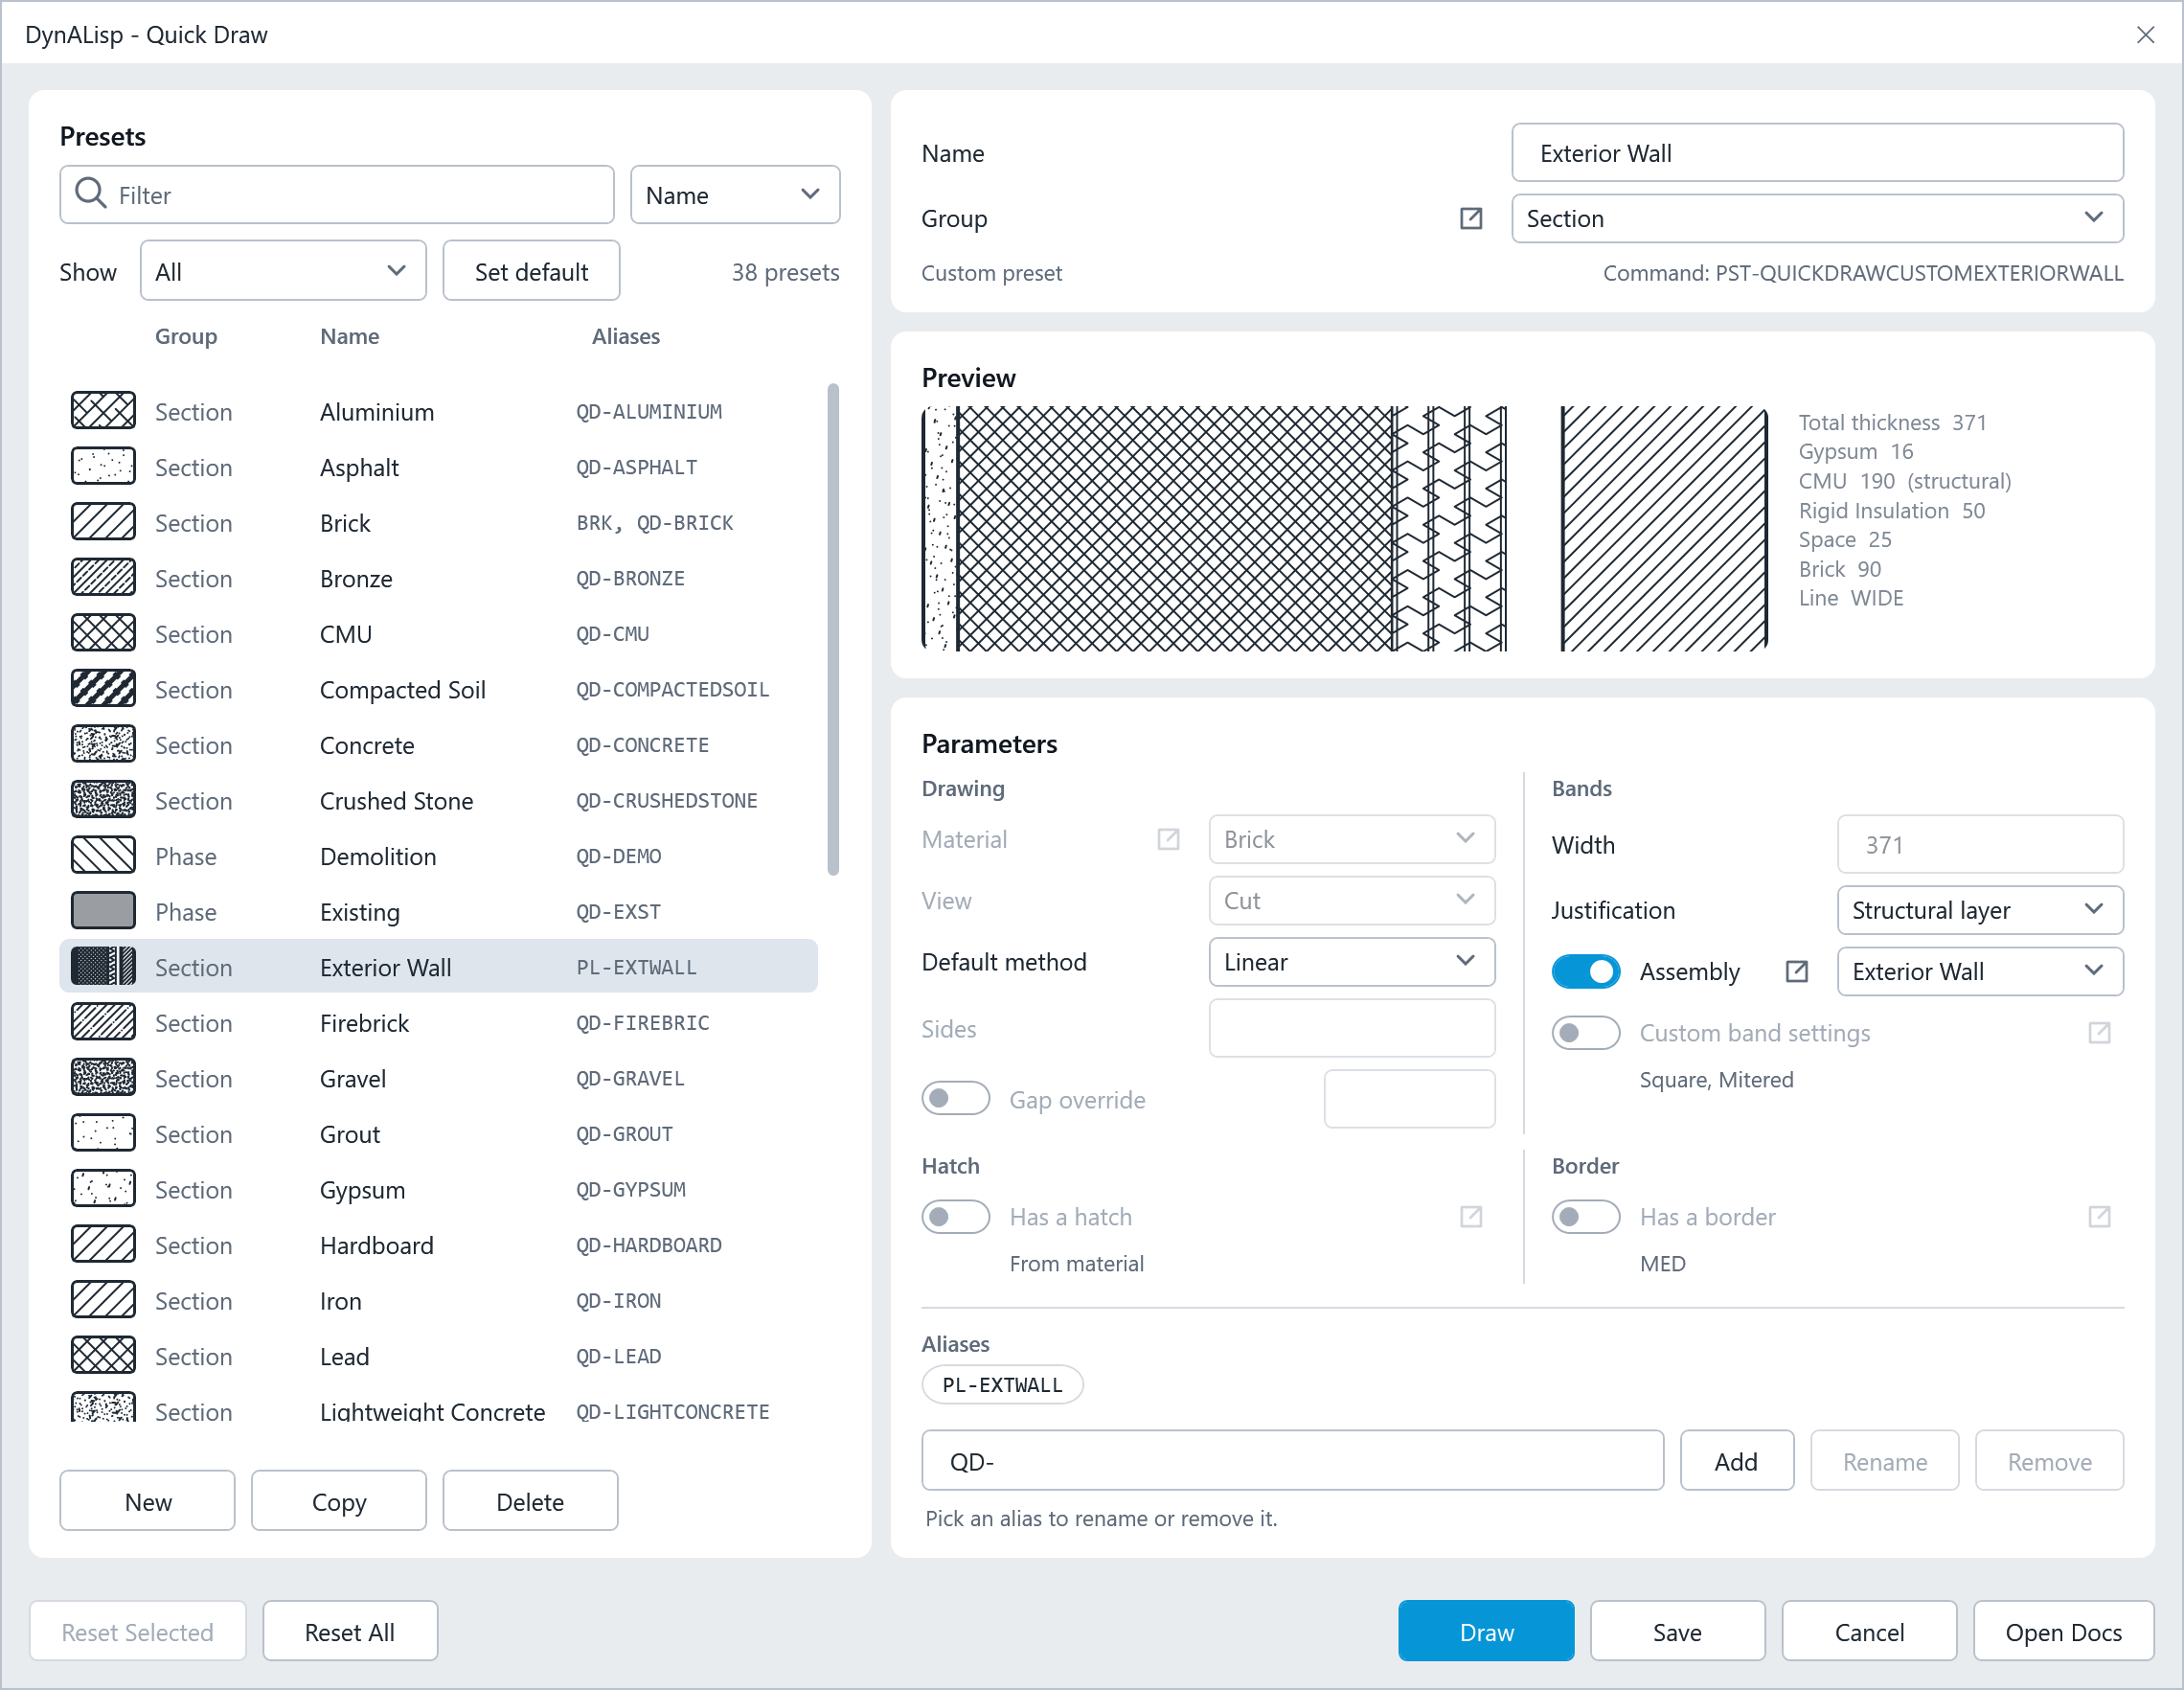 DynALisp - Quick Draw
Presets
Filter
Name
Show
All
Set default
38 presets
Group Name Aliases
Section Aluminium QD-ALUMINIUM
Section Asphalt QD-ASPHALT
Section Brick BRK, QD-BRICK
Section Bronze QD-BRONZE
Section CMU QD-CMU
Section Compacted Soil QD-COMPACTEDSOIL
Section Concrete QD-CONCRETE
Section Crushed Stone QD-CRUSHEDSTONE
Phase Demolition QD-DEMO
Phase Existing QD-EXST
Section Exterior Wall PL-EXTWALL
Section Firebrick QD-FIREBRIC
Section Gravel QD-GRAVEL
Section Grout QD-GROUT
Section Gypsum QD-GYPSUM
Section Hardboard QD-HARDBOARD
Section Iron QD-IRON
Section Lead QD-LEAD
Section Lightweight Concrete QD-LIGHTCONCRETE
New
Copy
Delete
Name
Exterior Wall
Group
Section
Custom preset
Command: PST-QUICKDRAWCUSTOMEXTERIORWALL
Preview
Total thickness 371
Gypsum 16
CMU 190 (structural)
Rigid Insulation 50
Space 25
Brick 90
Line WIDE
Parameters
Drawing
Material
Brick
View
Cut
Default method
Linear
Sides
Gap override
Bands
Width
371
Justification
Structural layer
Assembly
Exterior Wall
Custom band settings
Square, Mitered
Hatch
Has a hatch
From material
Border
Has a border
MED
Aliases
PL-EXTWALL
QD-
Add
Rename
Remove
Pick an alias to rename or remove it.
Reset Selected
Reset All
Draw
Save
Cancel
Open Docs